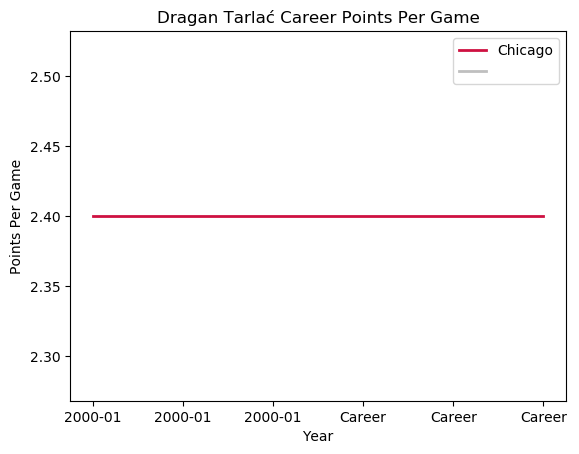 Dragan Tarlać Career Points Per Game
Chicago
2.50
2.45
2.40
2.35
2.30
Points Per Game
2000-01 2000-01 2000-01 Career Career Career
Year